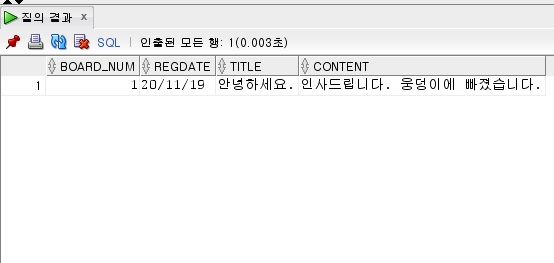 질의 결과 x
SQL | 인출된 모든 행: 1(0.003초)
BOARD_NUM REGDATE TITLE CONTENT
1 1 20/11/19 안녕하세요. 인사드립니다. 웅덩이에 빠졌습니다.